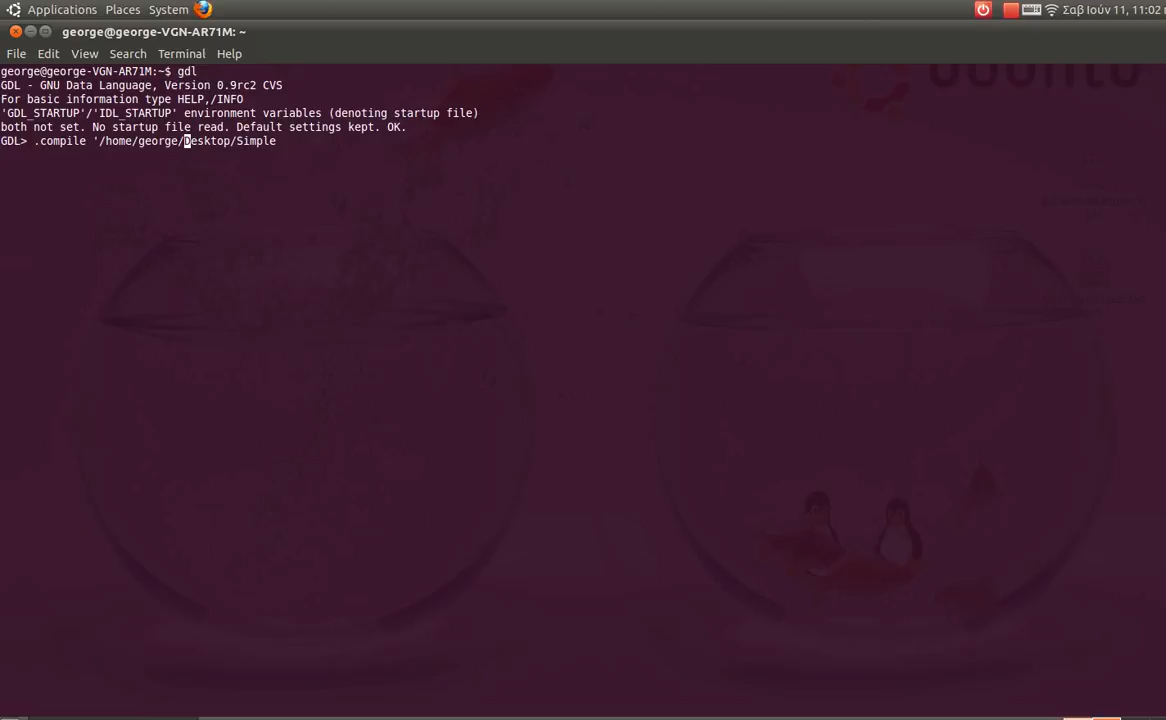 Applications Places System Σαβ Ιούν 11, 11:02
george@george-VGN-AR71M: ~
File Edit View Search Terminal Help
george@george-VGN-AR71M:~$ gdl
GDL - GNU Data Language, Version 0.9rc2 CVS
For basic information type HELP,/INFO
'GDL_STARTUP'/'IDL_STARTUP' environment variables (denoting startup file)
both not set. No startup file read. Default settings kept. OK.
GDL> .compile '/home/george/Desktop/Simple
ubuntu